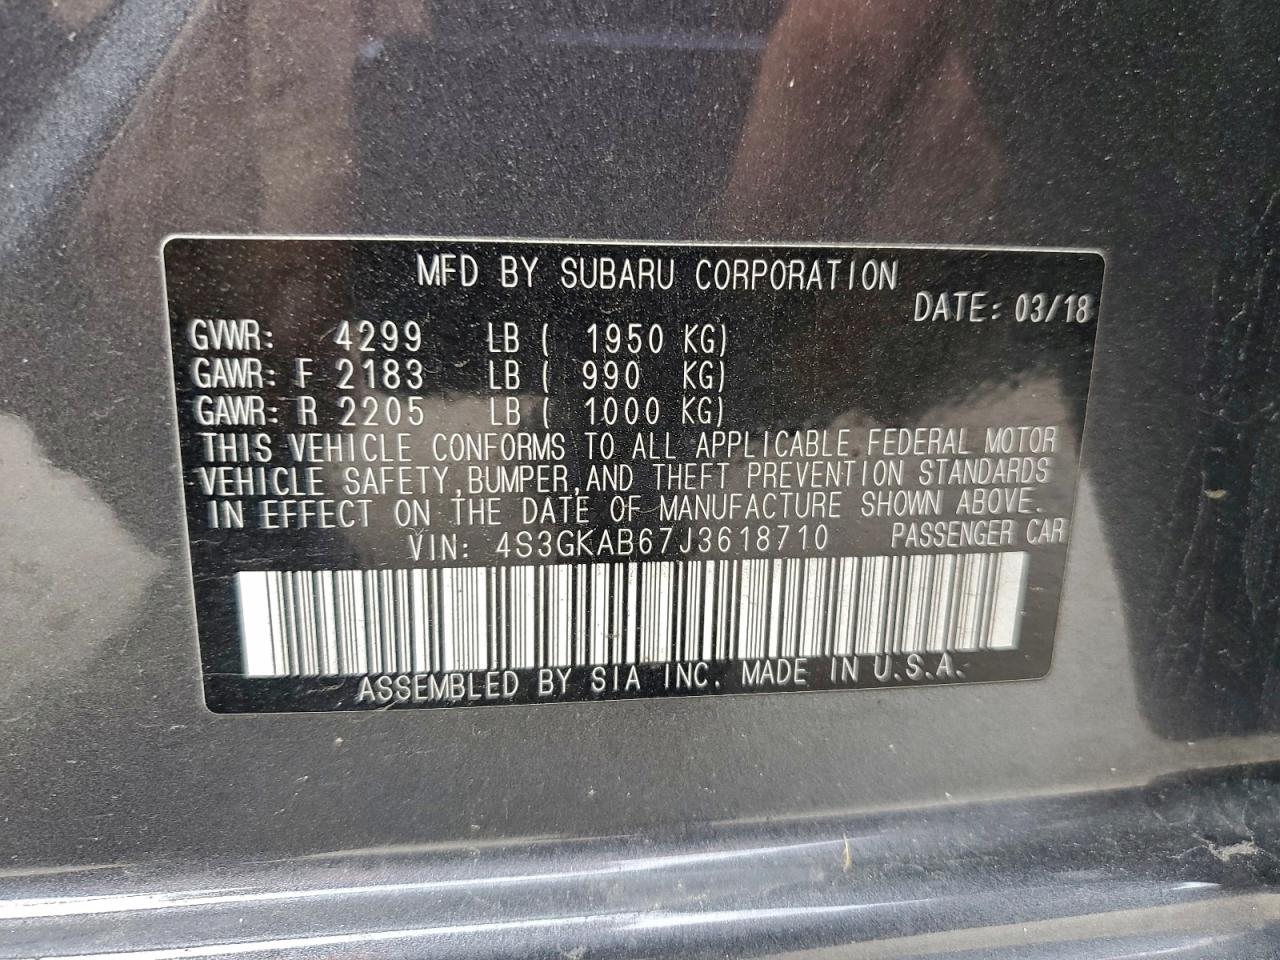 MFD BY SUBARU CORPORATION
DATE: 03/18
GVWR: 4299 LB ( 1950 KG)
GAWR: F 2183 LB ( 990 KG)
GAWR: R 2205 LB ( 1000 KG)
THIS VEHICLE CONFORMS TO ALL APPLICABLE FEDERAL MOTOR
VEHICLE SAFETY,BUMPER,AND THEFT PREVENTION STANDARDS
IN EFFECT ON THE DATE OF MANUFACTURE SHOWN ABOVE.
VIN: 4S3GKAB67J3618710 PASSENGER CAR
ASSEMBLED BY SIA INC. MADE IN U.S.A.